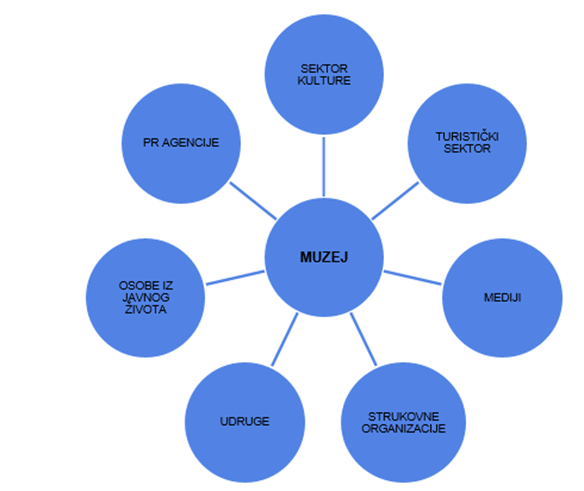 SEKTOR
KULTURE
TURISTIČKI
SEKTOR
MEDIJI
STRUKOVNE
ORGANIZACIJE
UDRUGE
OSOBE IZ
JAVNOG
ŽIVOTA
PR AGENCIJE
MUZEJ